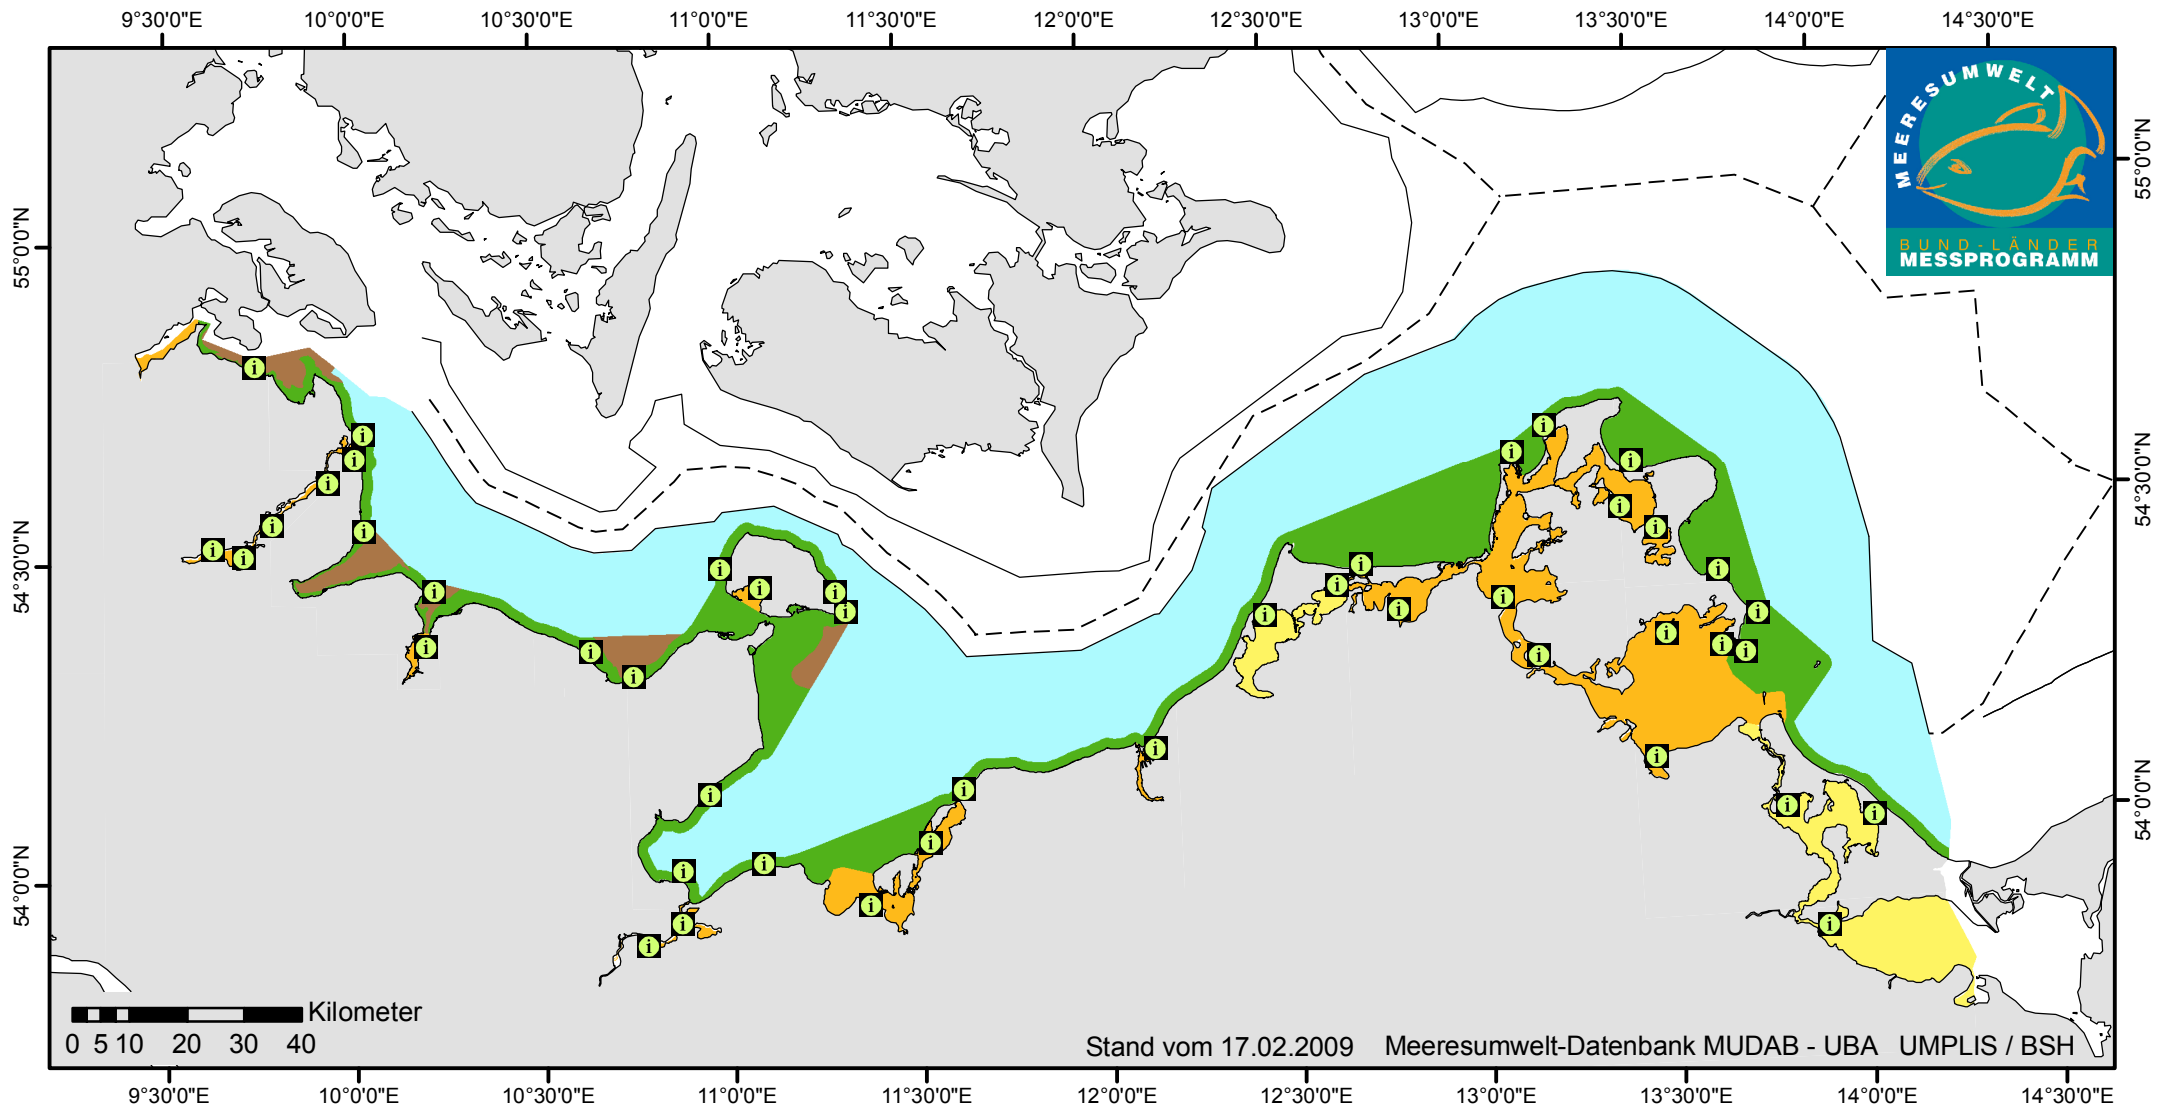 9°30'0"E 10°00'0"E 10°30'0"E 11°00'0"E 11°30'0"E 12°00'0"E 12°30'0"E 13°0'0"E 13°30'0"E 14°0'0"E 14°30'0"E
MEERESUMWELT
BUND-LÄNDER
MESSPROGRAMM
55°0'0"N
55°0'0"N
54°30'0"N
54°30'0"N
54°0'0"N
54°0'0"N
i i i i i i i i i i i i i i i i i i i i i i i i i i i i i i i i i i i i i i i i i i i i i
Kilometer
0 5 10 20 30 40
Stand vom 17.02.2009 Meeresumwelt-Datenbank MUDAB - UBA UMPLIS / BSH
9°30'0"E 10°0'0"E 10°30'0"E 11°0'0"E 11°30'0"E 12°0'0"E 12°30'0"E 13°0'0"E 13°30'0"E 14°0'0"E 14°30'0"E